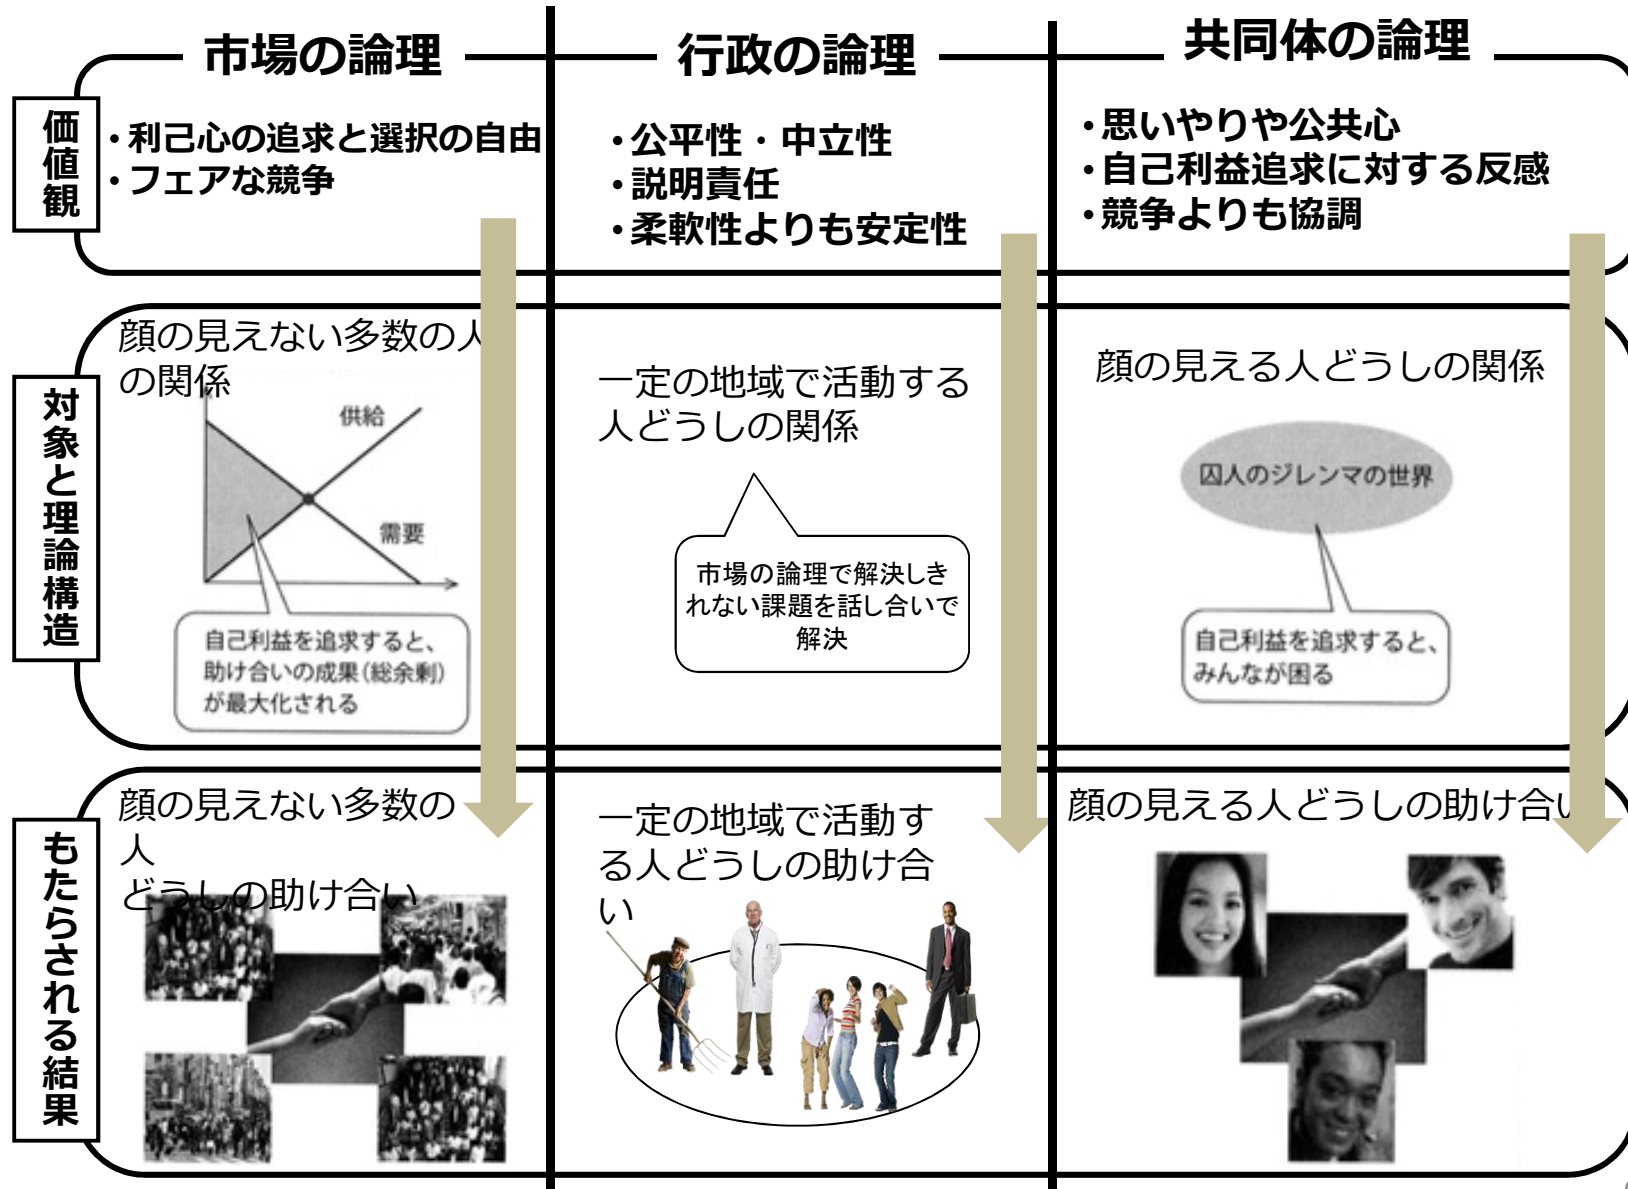 市場の論理
行政の論理
共同体の論理
価値観
・利己心の追求と選択の自由
・フェアな競争
・公平性・中立性
・説明責任
・柔軟性よりも安定性
・思いやりや公共心
・自己利益追求に対する反感
・競争よりも協調
対象と理論構造
顔の見えない多数の人
の関係
供給
需要
自己利益を追求すると、
助け合いの成果(総余剰)
が最大化される
一定の地域で活動する
人どうしの関係
市場の論理で解決しき
れない課題を話し合いで
解決
顔の見える人どうしの関係
囚人のジレンマの世界
自己利益を追求すると、
みんなが困る
もたらされる結果
顔の見えない多数の
人
どうしの助け合い
一定の地域で活動す
る人どうしの助け合
い
顔の見える人どうしの助け合い